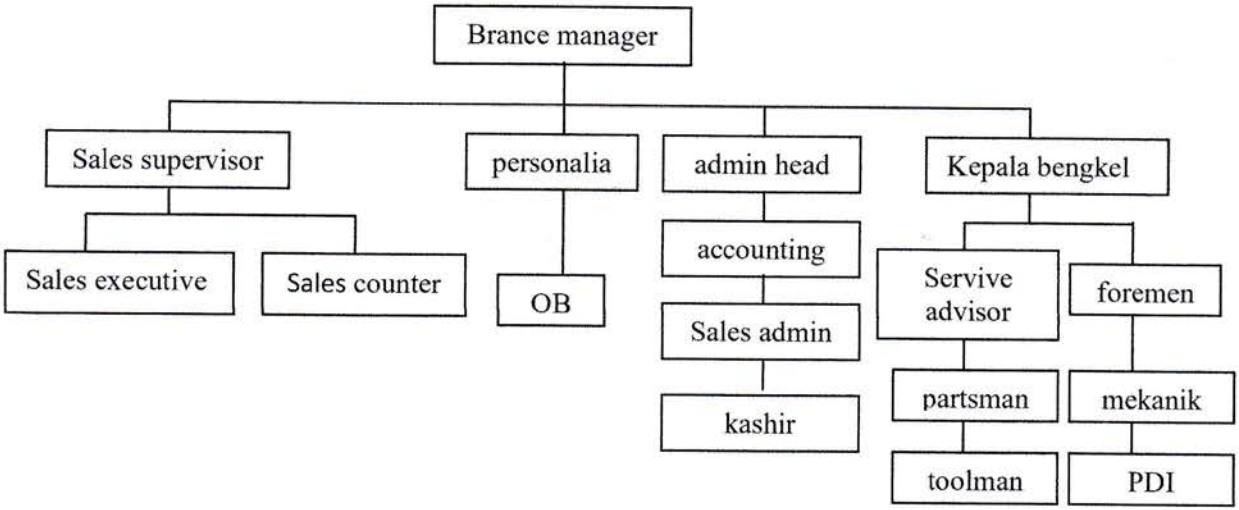 Brance manager
Sales supervisor
personalia
admin head
Kepala bengkel
Sales executive
Sales counter
OB
accounting
Sales admin
kashir
Servive
advisor
foremen
partsman
mekanik
toolman
PDI